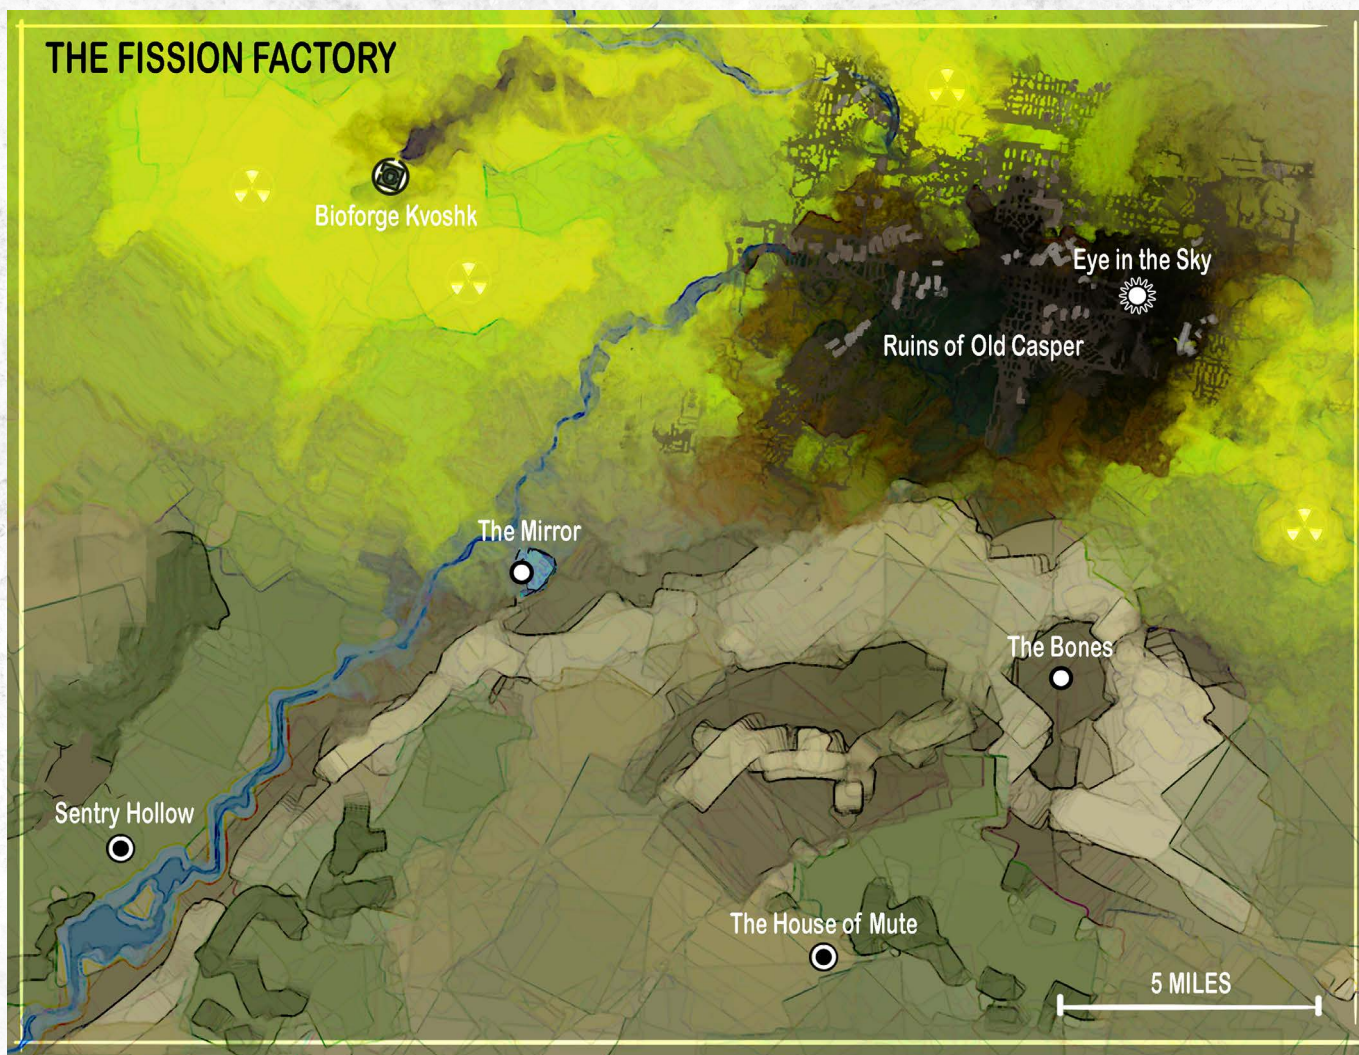 THE FISSION FACTORY
Bioforge Kvoshk
Eye in the Sky
Ruins of Old Casper
The Mirror
The Bones
Sentry Hollow
The House of Mute
5 MILES